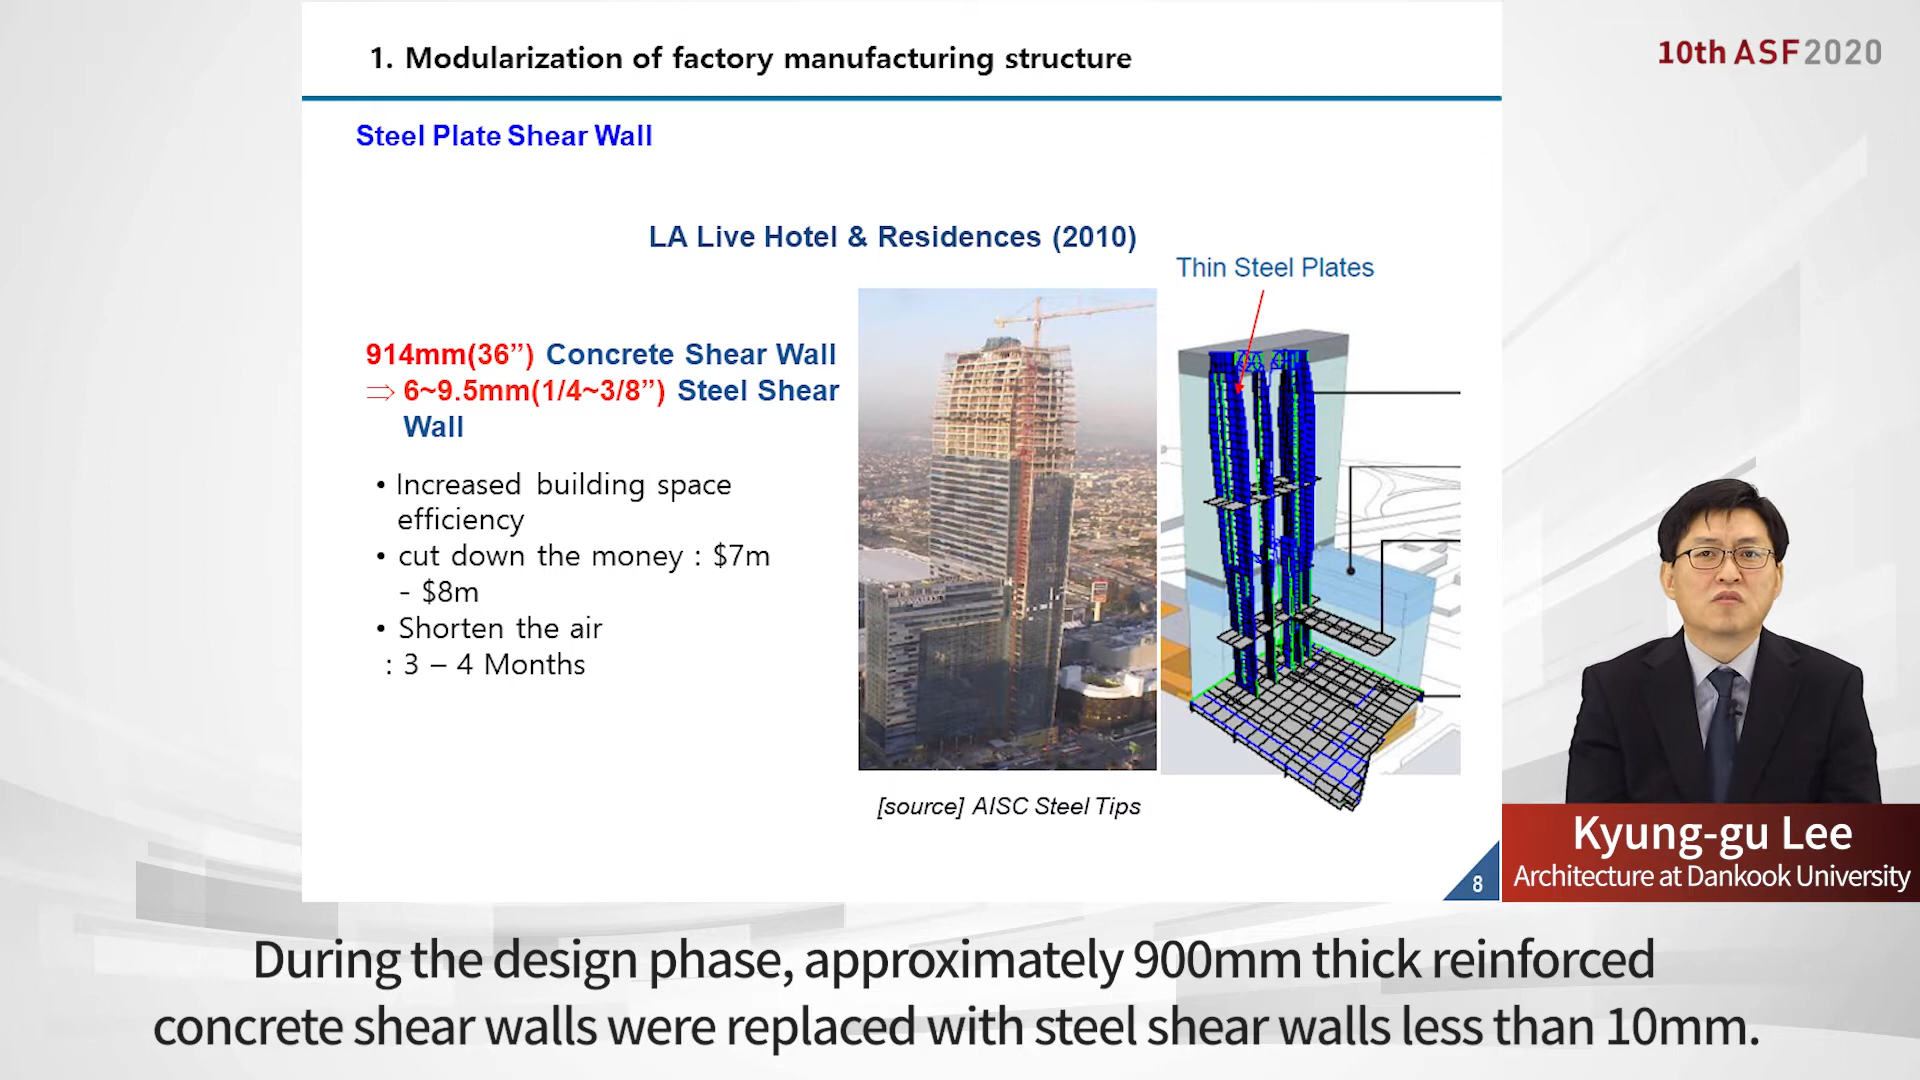 1. Modularization of factory manufacturing structure
10th ASF2020
Steel Plate Shear Wall
LA Live Hotel & Residences (2010)
Thin Steel Plates
914mm(36”) Concrete Shear Wall
⇒ 6~9.5mm(1/4~3/8”) Steel Shear
Wall
• Increased building space
efficiency
• cut down the money : $7m
- $8m
• Shorten the air
: 3 – 4 Months
[source] AISC Steel Tips
8
Kyung-gu Lee
Architecture at Dankook University
During the design phase, approximately 900mm thick reinforced
concrete shear walls were replaced with steel shear walls less than 10mm.